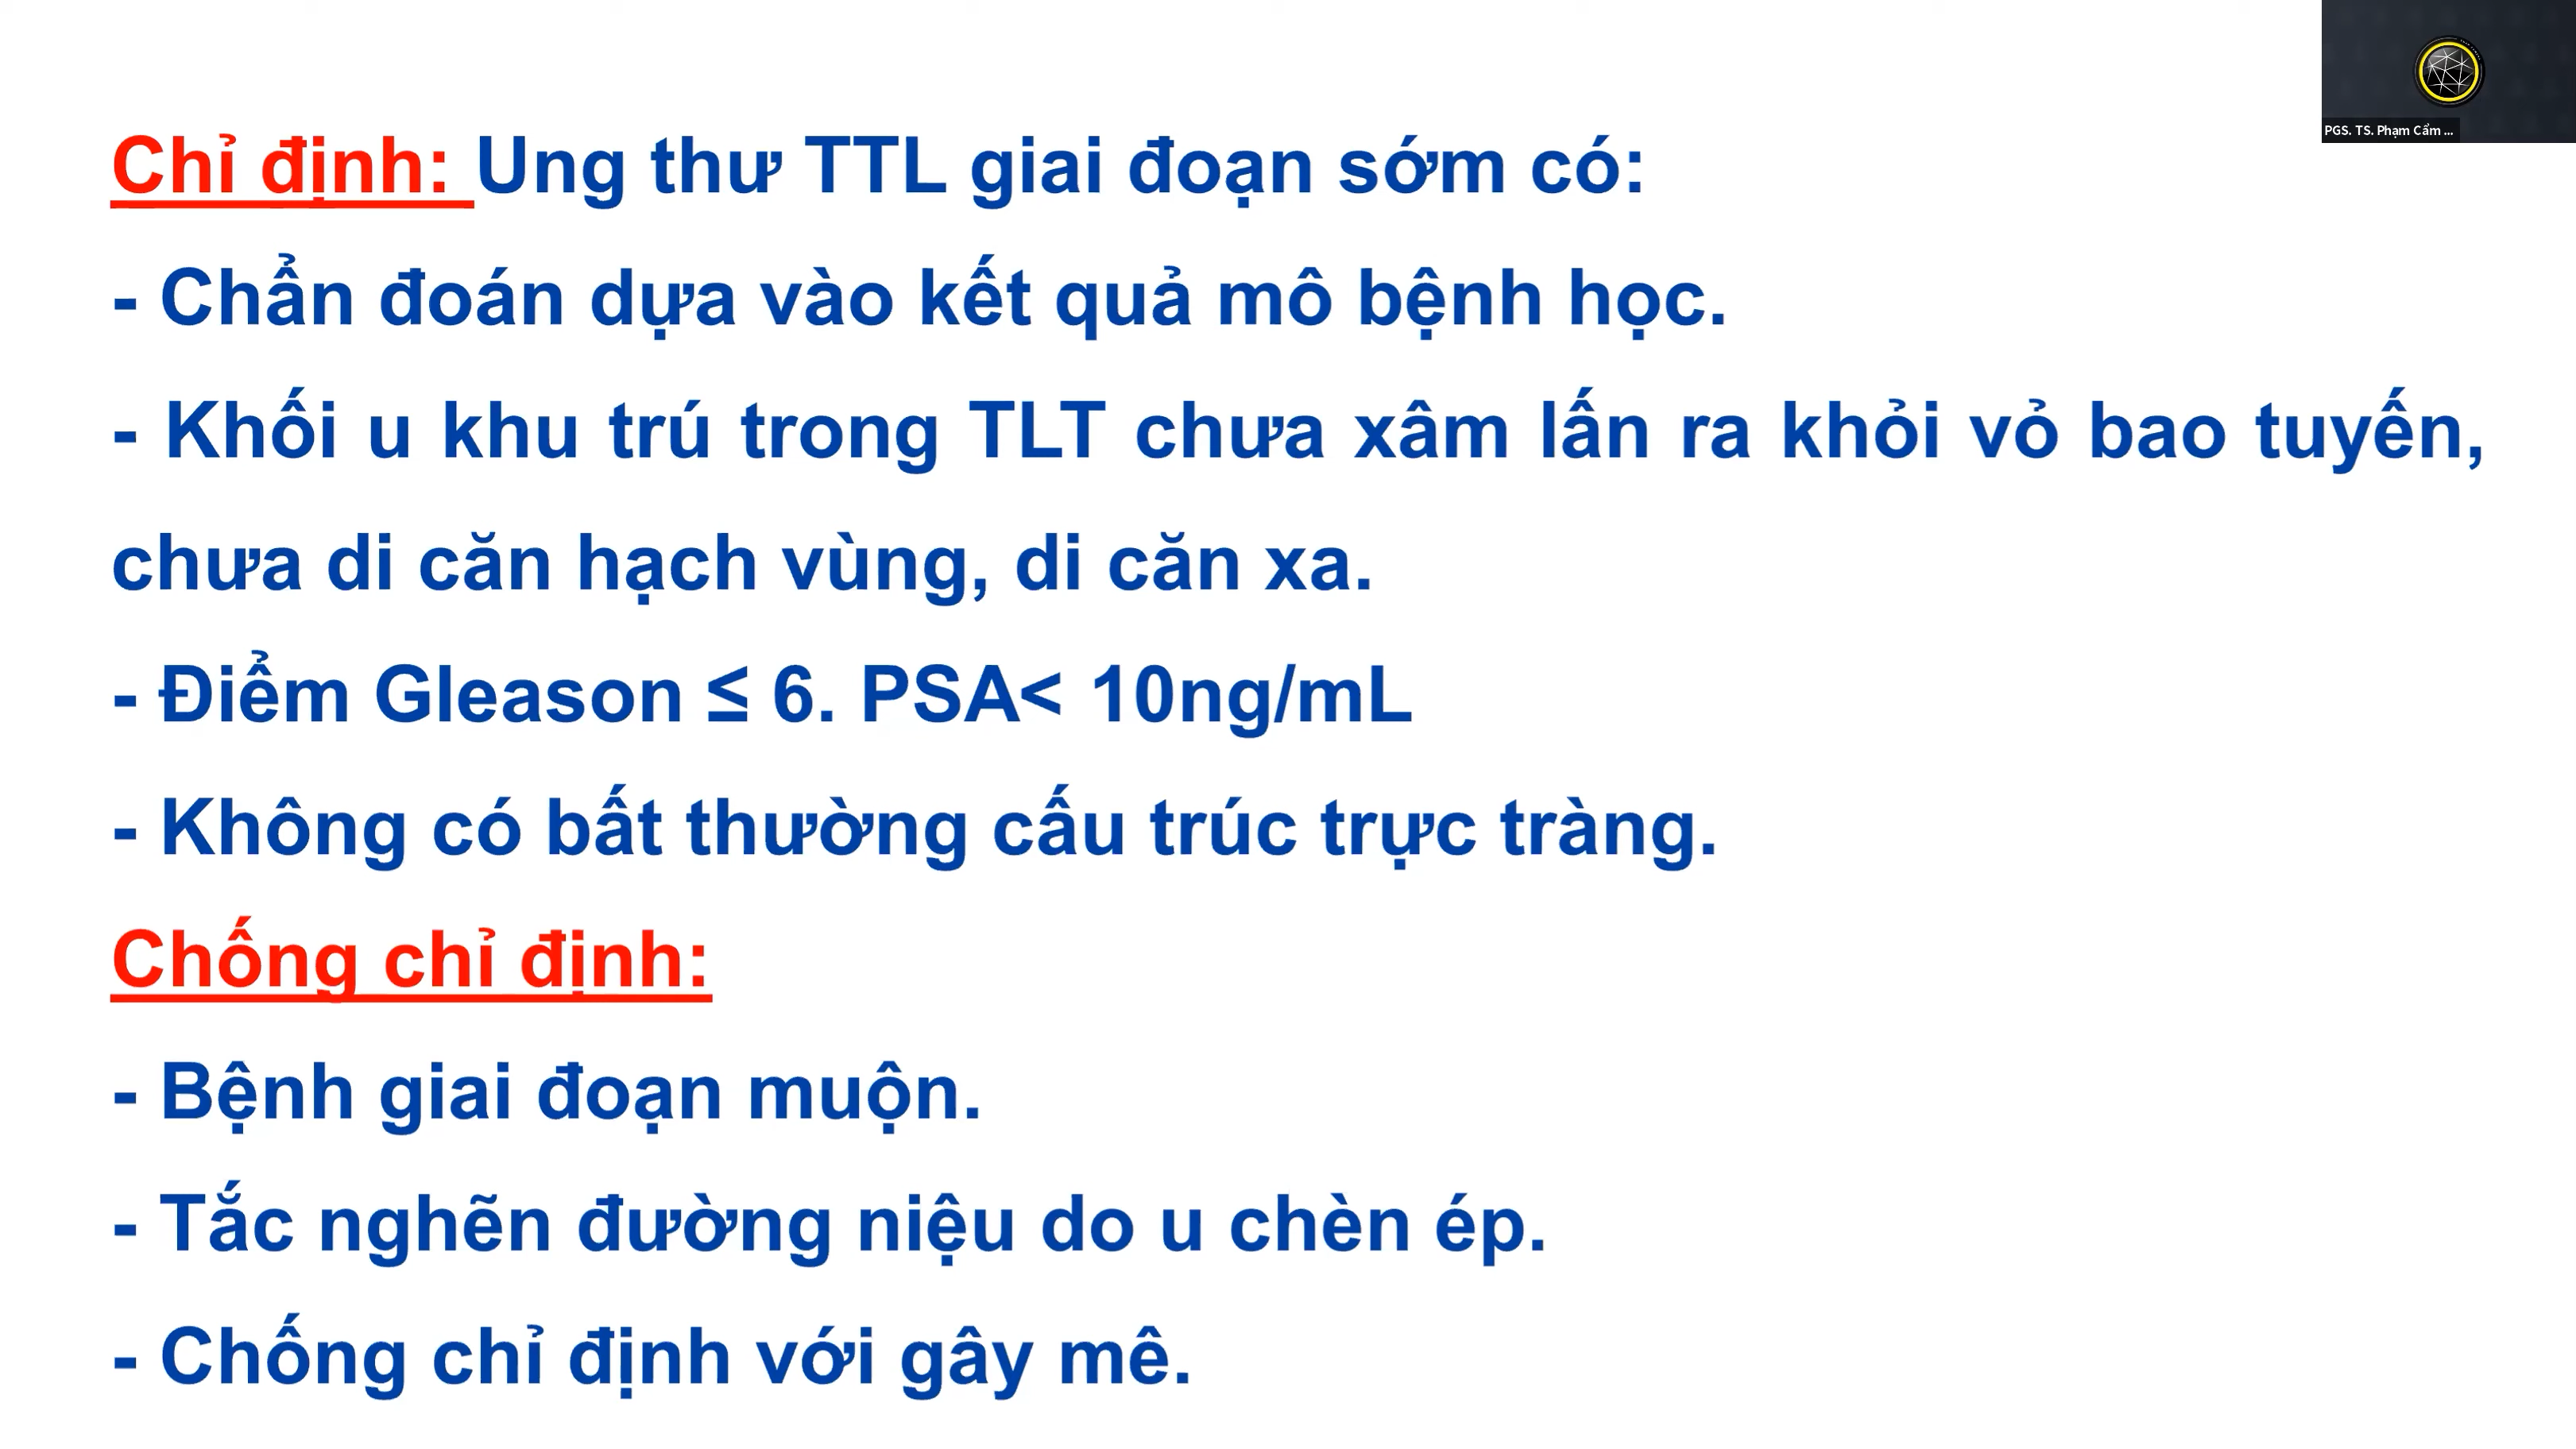 PGS. TS. Phạm Cẩm ...
Chỉ định: Ung thư TTL giai đoạn sớm có:
- Chẩn đoán dựa vào kết quả mô bệnh học.
- Khối u khu trú trong TLT chưa xâm lấn ra khỏi vỏ bao tuyến,
chưa di căn hạch vùng, di căn xa.
- Điểm Gleason ≤ 6. PSA< 10ng/mL
- Không có bất thường cấu trúc trực tràng.
Chống chỉ định:
- Bệnh giai đoạn muộn.
- Tắc nghẽn đường niệu do u chèn ép.
- Chống chỉ định với gây mê.